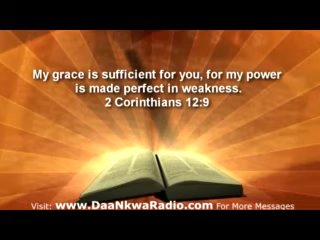 My grace is sufficient for you, for my power
is made perfect in weakness.
2 Corinthians 12:9
Visit: www.DaaNkwaRadio.com For More Messages